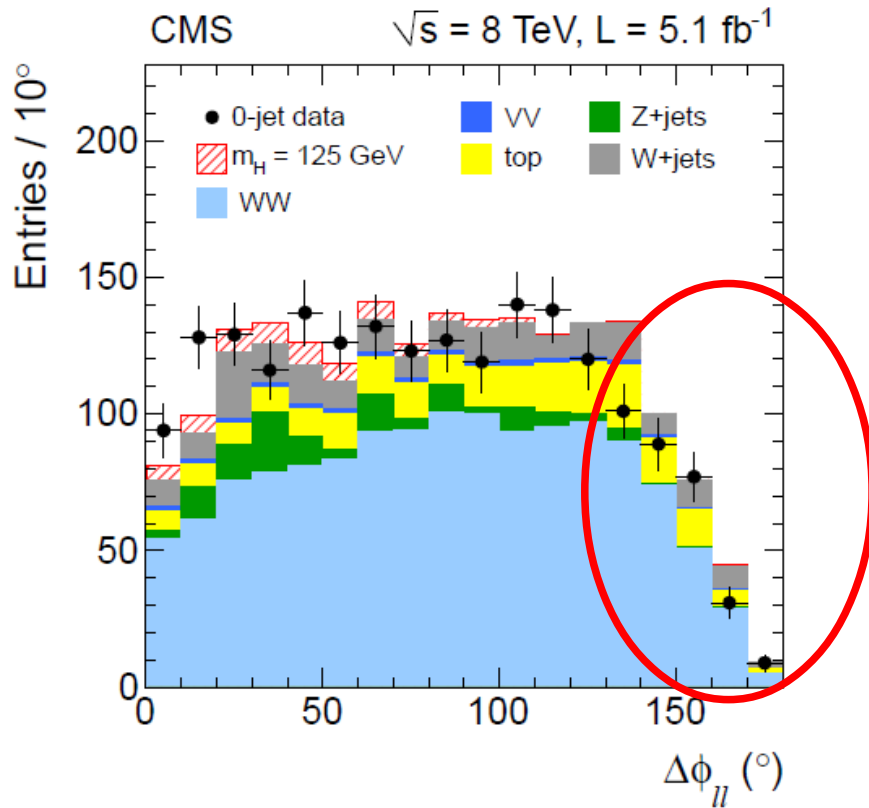 CMS √s = 8 TeV, L = 5.1 fb⁻¹
Entries / 10°
200
150
100
50
0
0-jet data
m_H = 125 GeV
WW
VV
top
Z+jets
W+jets
0 50 100 150
Δϕ_ll (°)